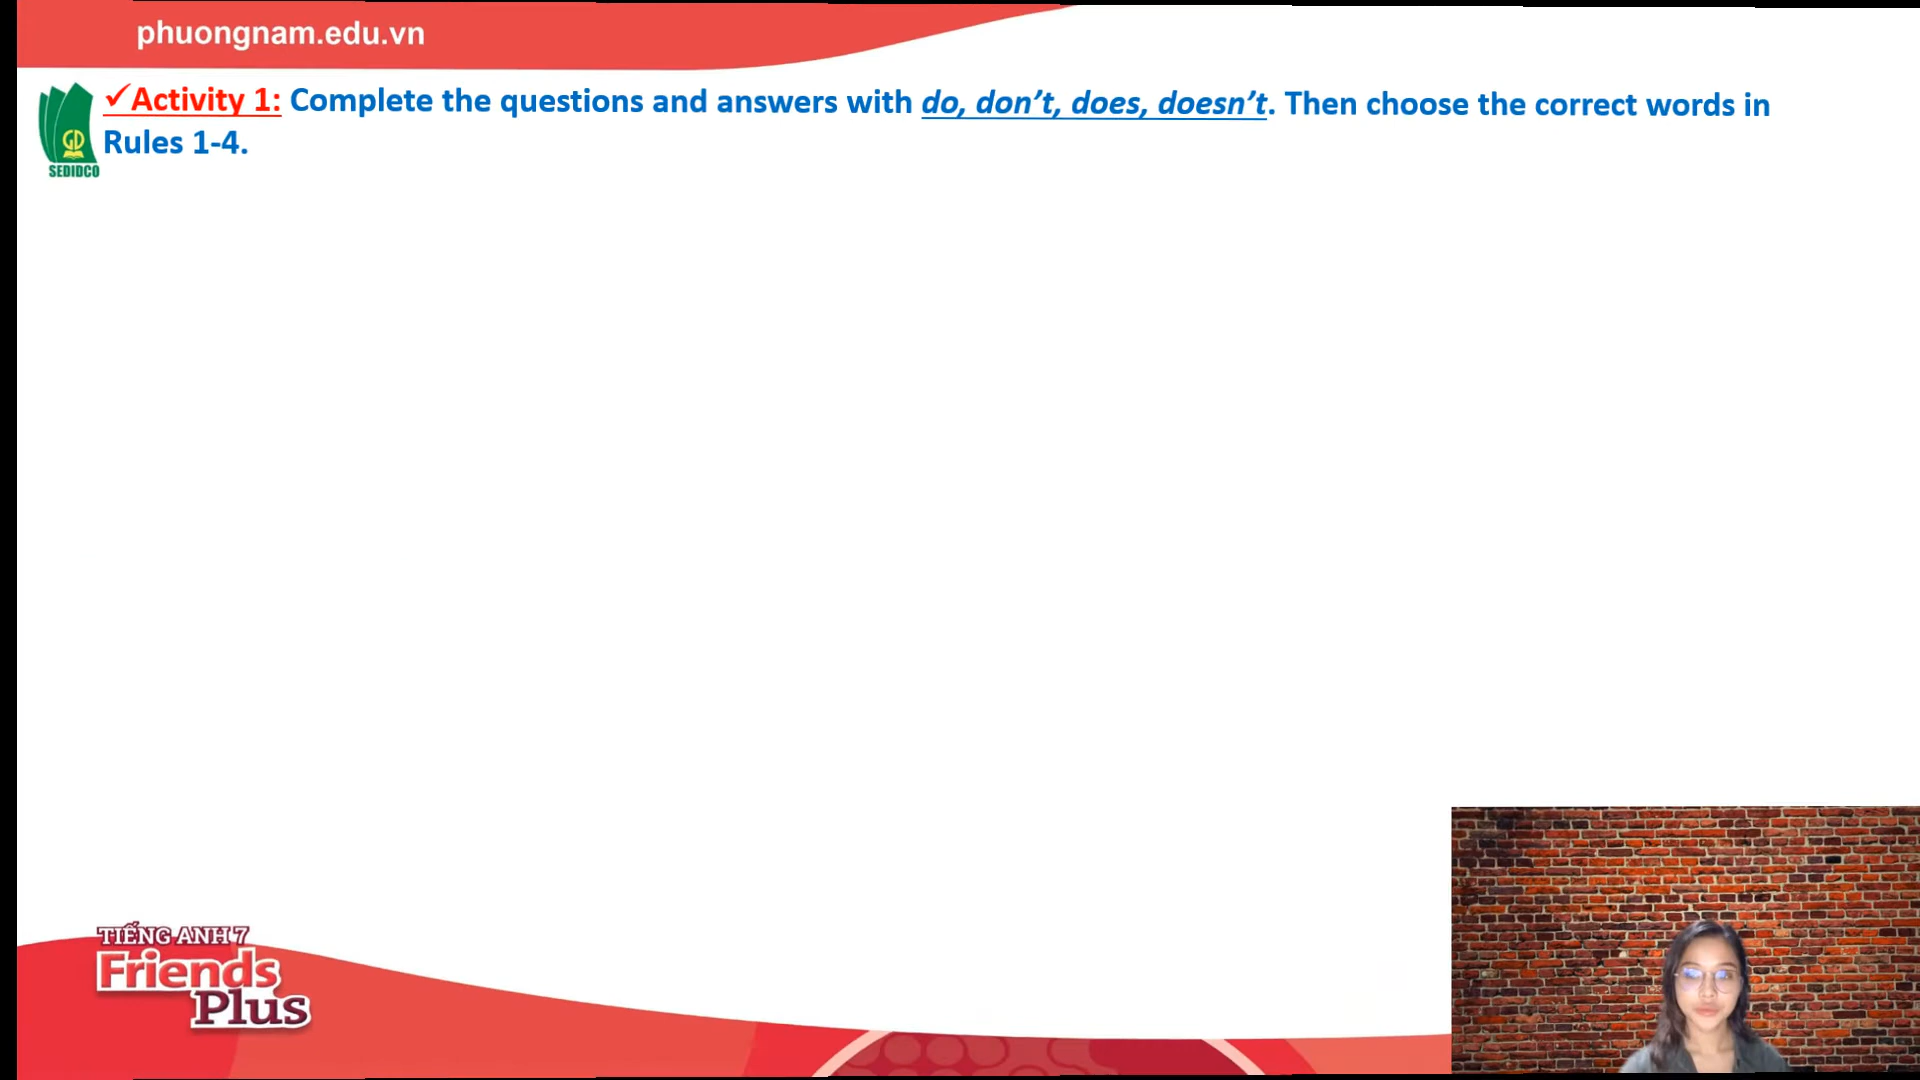 phuongnam.edu.vn
✓Activity 1: Complete the questions and answers with do, don’t, does, doesn’t. Then choose the correct words in
Rules 1-4.
GD
SEDIDCO
TIẾNG ANH 7
Friends
Plus